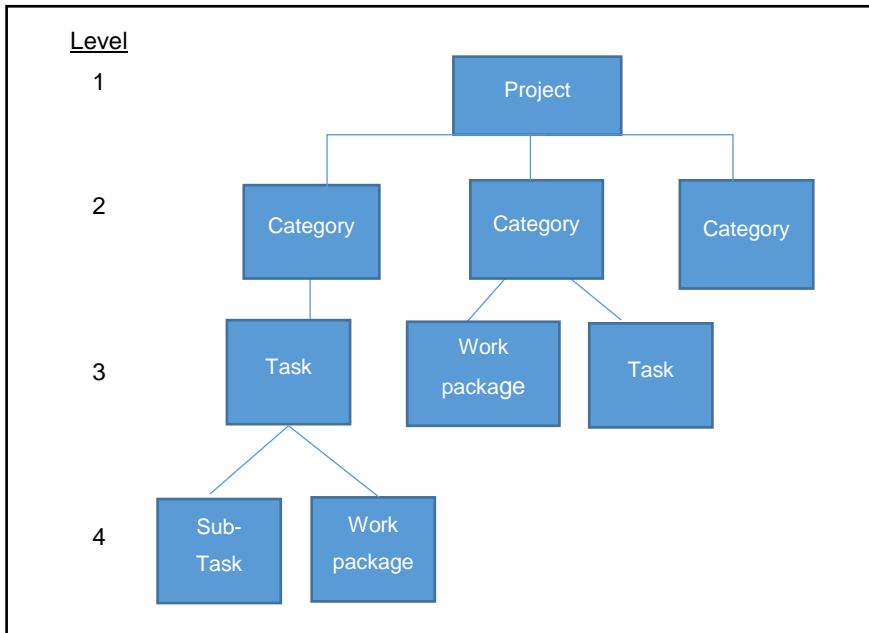 Level
1
Project
2
Category
Category
Category
3
Task
Work
package
Task
4
Sub-
Task
Work
package